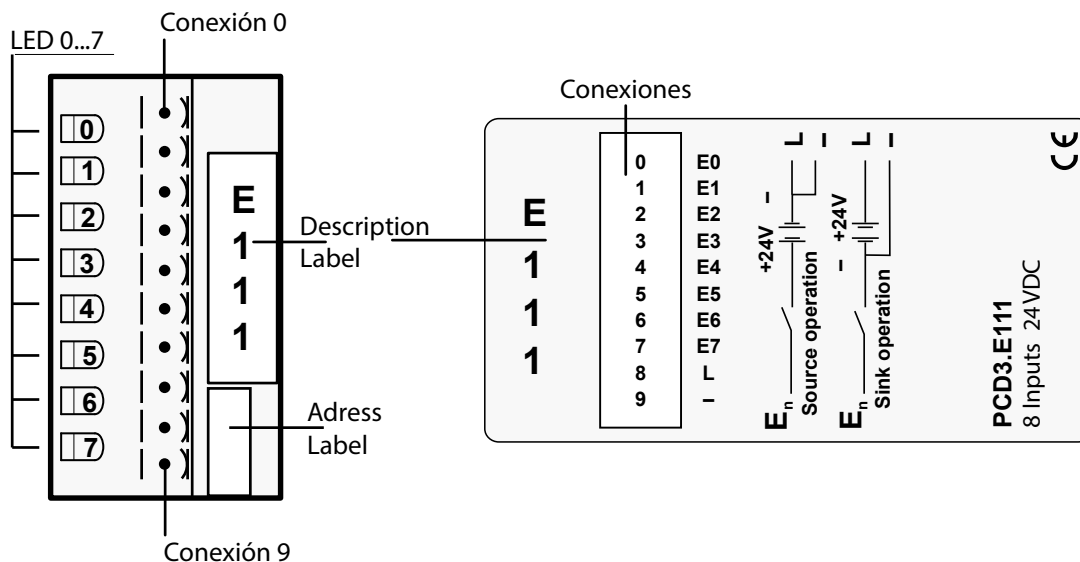 Conexión 0
LED 0...7
0
1
2
3
4
5
6
7
E
1
1
1
Description
Label
Adress
Label
Conexión 9
Conexiones
E
1
1
1
0 E0
1 E1
2 E2
3 E3
4 E4
5 E5
6 E6
7 E7
8 L
9 –
L –
+24V –
En
Source operation
L –
– +24V
En
Sink operation
PCD3.E111
8 Inputs 24VDC
CE